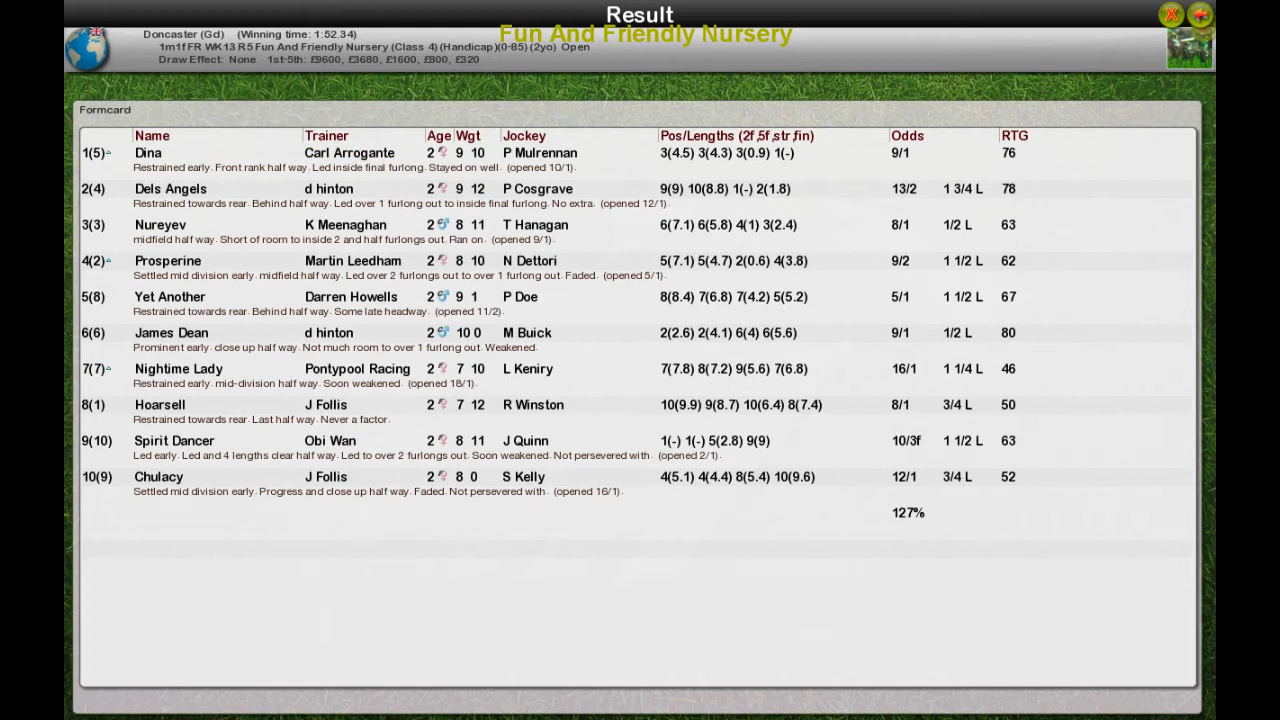 Result
Fun And Friendly Nursery
Doncaster (Gd) (Winning time: 1:52.34)
1m1f FR WK13 R5 Fun And Friendly Nursery (Class 4) (Handicap)(0-85) (2yo) Open
Draw Effect: None 1st-5th: £9600, £3680, £1600, £800, £320
Formcard
Name Trainer Age Wgt Jockey Pos/Lengths (2f,5f,str,fin) Odds RTG
1(5) Dina Carl Arrogante 2 9 10 P Mulrennan 3(4.5) 3(4.3) 3(0.9) 1(-) 9/1 76
Restrained early. Front rank half way. Led inside final furlong. Stayed on well. (opened 10/1).
2(4) Dels Angels d hinton 2 9 12 P Cosgrave 9(9) 10(8.8) 1(-) 2(1.8) 13/2 1 3/4 L 78
Restrained towards rear. Behind half way. Led over 1 furlong out to inside final furlong. No extra. (opened 12/1).
3(3) Nureyev K Meenaghan 2 8 11 T Hanagan 6(7.1) 6(5.8) 4(1) 3(2.4) 8/1 1/2 L 63
midfield half way. Short of room to inside 2 and half furlongs out. Ran on. (opened 9/1).
4(2) Prosperine Martin Leedham 2 8 10 N Dettori 5(7.1) 5(4.7) 2(0.6) 4(3.8) 9/2 1 1/2 L 62
Settled mid division early. midfield half way. Led over 2 furlongs out to over 1 furlong out. Faded. (opened 5/1).
5(8) Yet Another Darren Howells 2 9 1 P Doe 8(8.4) 7(6.8) 7(4.2) 5(5.2) 5/1 1 1/2 L 67
Restrained towards rear. Behind half way. Some late headway. (opened 11/2).
6(6) James Dean d hinton 2 10 0 M Buick 2(2.6) 2(4.1) 6(4) 6(5.6) 9/1 1/2 L 80
Prominent early. close up half way. Not much room to over 1 furlong out. Weakened.
7(7) Nightime Lady Pontypool Racing 2 7 10 L Keniry 7(7.8) 8(7.2) 9(5.6) 7(6.8) 16/1 1 1/4 L 46
Restrained early. mid-division half way. Soon weakened. (opened 18/1).
8(1) Hoarsell J Follis 2 7 12 R Winston 10(9.9) 9(8.7) 10(6.4) 8(7.4) 8/1 3/4 L 50
Restrained towards rear. Last half way. Never a factor.
9(10) Spirit Dancer Obi Wan 2 8 11 J Quinn 1(-) 1(-) 5(2.8) 9(9) 10/3f 1 1/2 L 63
Led early. Led and 4 lengths clear half way. Led to over 2 furlongs out. Soon weakened. Not persevered with. (opened 2/1).
10(9) Chulacy J Follis 2 8 0 S Kelly 4(5.1) 4(4.4) 8(5.4) 10(9.6) 12/1 3/4 L 52
Settled mid division early. Progress and close up half way. Faded. Not persevered with. (opened 16/1).
127%